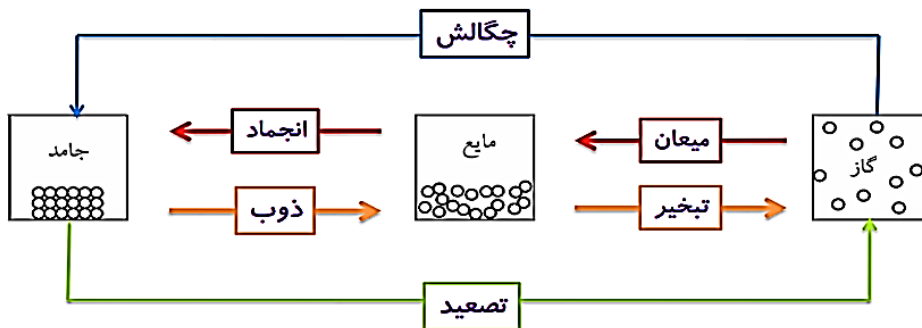 چگالش
جامد
انجماد
مایع
میعان
گاز
ذوب
تبخیر
تصعید